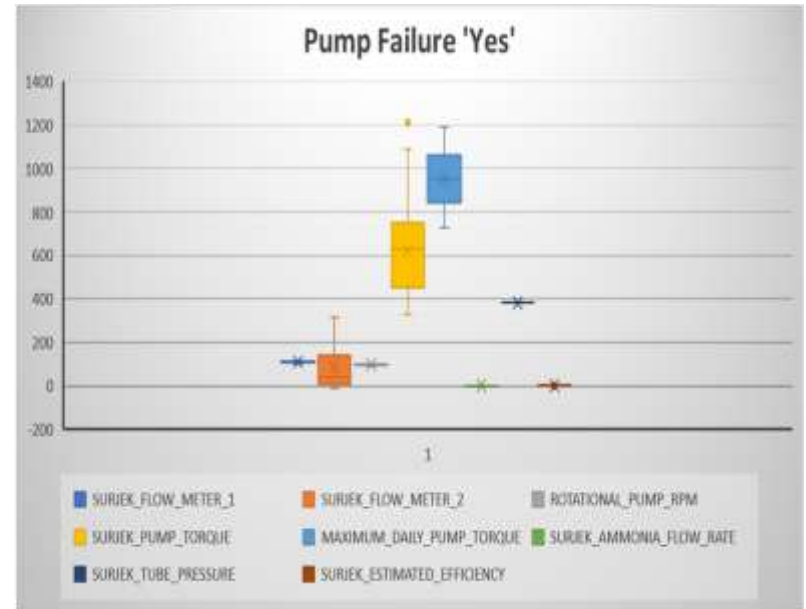 Pump Failure 'Yes'
1400
1200
1000
800
600
400
200
0
-200
1
SURJEK_FLOW_METER_1
SURJEK_FLOW_METER_2
ROTATIONAL_PUMP_RPM
SURJEK_PUMP_TORQUE
MAXIMUM_DAILY_PUMP_TORQUE
SURJEK_AMMONIA_FLOW_RATE
SURJEK_TUBE_PRESSURE
SURJEK_ESTIMATED_EFFICIENCY